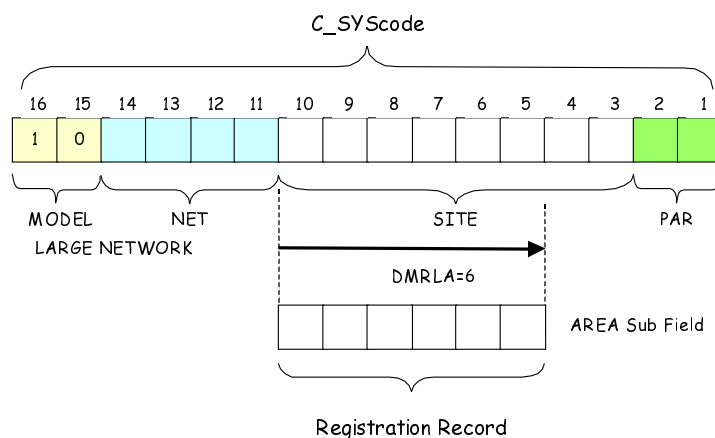 C_SYScode
16 15 14 13 12 11 10 9 8 7 6 5 4 3 2 1
1 0
MODEL NET SITE PAR
LARGE NETWORK
DMRLA=6
AREA Sub Field
Registration Record